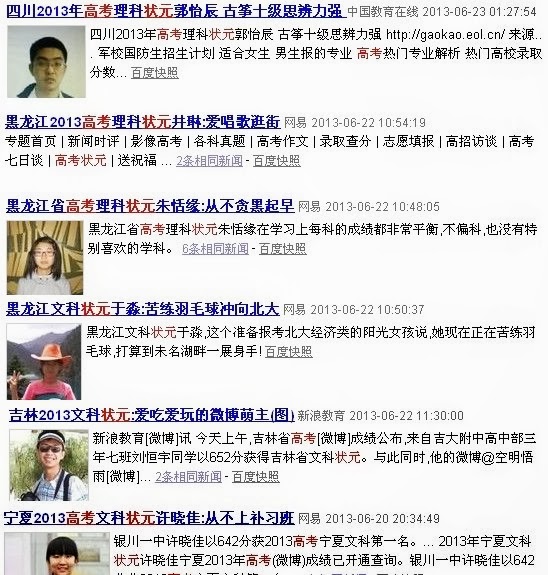 四川2013年高考理科状元郭怡辰 古筝十级思辨力强 中国教育在线 2013-06-23 01:27:54
四川2013年高考理科状元郭怡辰 古筝十级思辨力强 http://gaokao.eol.cn/ 来源..
. 军校国防生招生计划 适合女生 男生报的专业 高考热门专业解析 热门高校录取
分数... 百度快照
黑龙江2013高考理科状元井琳:爱唱歌逛街 网易 2013-06-22 10:54:19
专题首页 | 新闻时评 | 影像高考 | 高考作文 | 各科真题 | 录取查分 | 志愿填报 | 高招访谈 | 高考
七日谈 | 高考状元 | 送祝福 ... 2条相同新闻 - 百度快照
黑龙江省高考理科状元朱恬缘:从不贪黑起早 网易 2013-06-22 10:48:05
黑龙江省高考理科状元朱恬缘在学习上每科的成绩都非常平衡,不偏科,也没有特
别喜欢的学科。 6条相同新闻 - 百度快照
黑龙江文科状元于淼:苦练羽毛球冲向北大 网易 2013-06-22 10:50:37
黑龙江文科状元于淼,这个准备报考北大经济类的阳光女孩说,她现在正在苦练羽
毛球,打算到未名湖畔一展身手! 百度快照
吉林2013文科状元:爱吃爱玩的微博萌主(图) 新浪教育 2013-06-22 11:30:00
新浪教育[微博]讯 今天上午,吉林省高考[微博]成绩公布,来自吉大附中高中部三
年七班刘恒宇同学以652分获得吉林省文科状元。与此同时,他的微博@空明悟
雨[微博]... 2条相同新闻 - 百度快照
宁夏2013高考文科状元许晓佳:从不上补习班 网易 2013-06-20 20:34:49
银川一中许晓佳以642分获2013高考宁夏文科第一名。... 2013年宁夏文科
状元许晓佳宁夏2013年高考(微博)成绩已开通查询。银川一中许晓佳以642